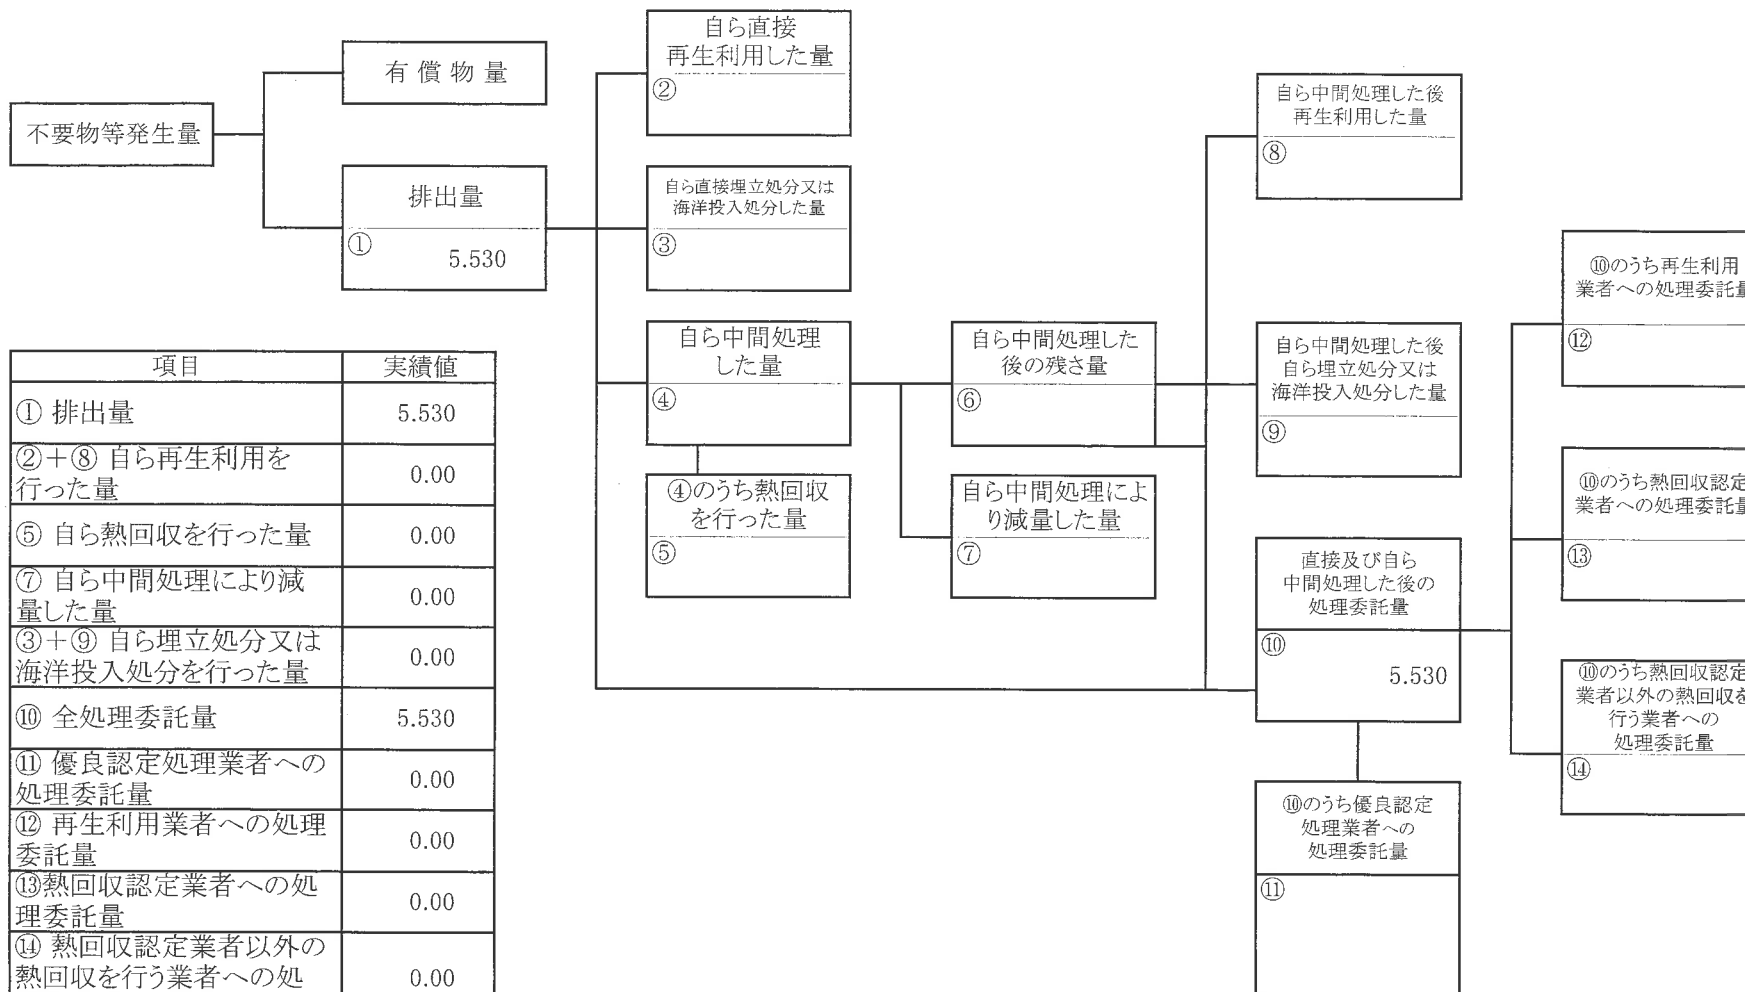 不要物等発生量
有償物量
排出量
①
5.530
自ら直接
再生利用した量
②
自ら直接埋立処分又は
海洋投入処分した量
③
自ら中間処理
した量
④
④のうち熱回収
を行った量
⑤
自ら中間処理した
後の残さ量
⑥
自ら中間処理によ
り減量した量
⑦
自ら中間処理した後
再生利用した量
⑧
自ら中間処理した後
自ら埋立処分又は
海洋投入処分した量
⑨
直接及び自ら
中間処理した後の
処理委託量
⑩
5.530
⑩のうち優良認定
処理業者への
処理委託量
⑪
⑩のうち再生利用
業者への処理委託量
⑫
⑩のうち熱回収認定
業者への処理委託量
⑬
⑩のうち熱回収認定
業者以外の熱回収を
行う業者への
処理委託量
⑭
項目 実績値
① 排出量 5.530
②+⑧ 自ら再生利用を
行った量 0.00
⑤ 自ら熱回収を行った量 0.00
⑦ 自ら中間処理により減
量した量 0.00
③+⑨ 自ら埋立処分又は
海洋投入処分を行った量 0.00
⑩ 全処理委託量 5.530
⑪ 優良認定処理業者への
処理委託量 0.00
⑫ 再生利用業者への処理
委託量 0.00
⑬熱回収認定業者への処
理委託量 0.00
⑭ 熱回収認定業者以外の
熱回収を行う業者への処 0.00